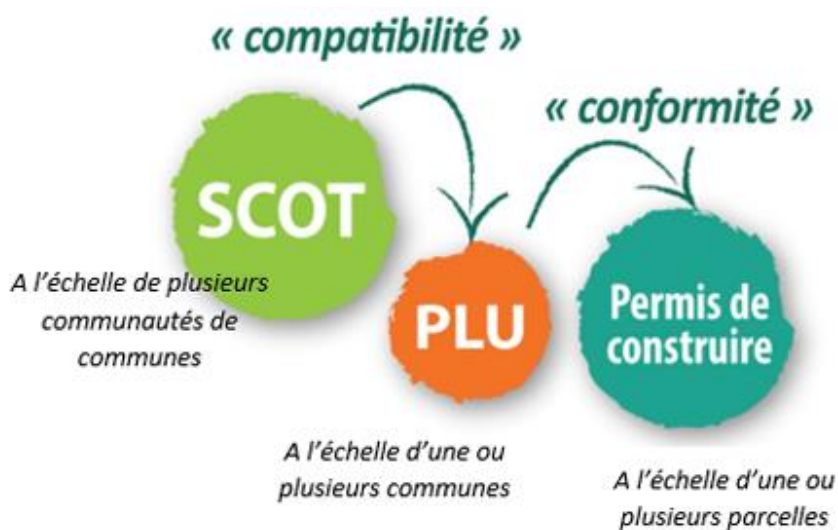 « compatibilité »
« conformité »
SCOT
A l’échelle de plusieurs
communautés de
communes
PLU
Permis de
construire
A l’échelle d’une ou
plusieurs communes
A l’échelle d’une ou
plusieurs parcelles